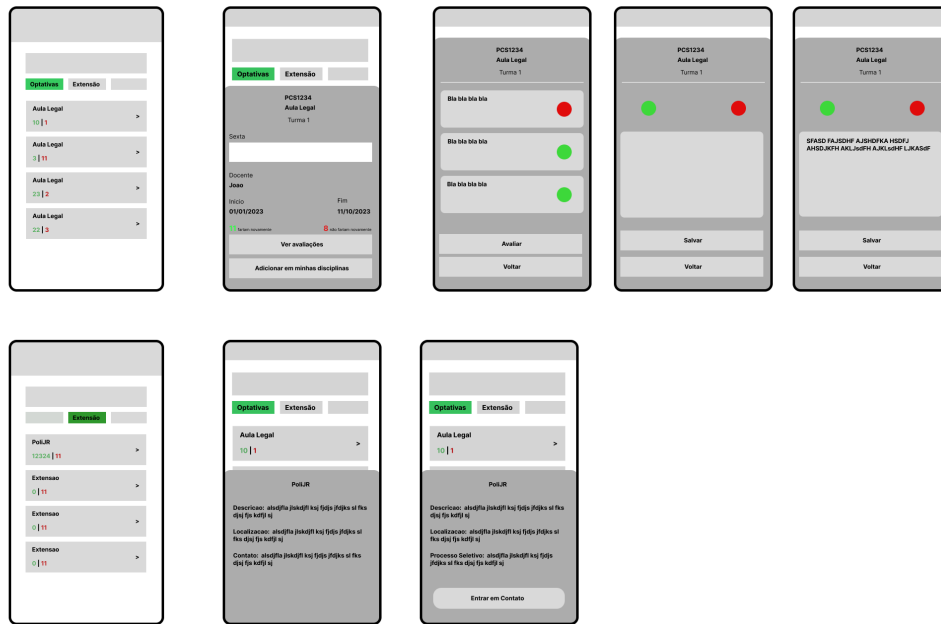 Optativas Extensão
Aula Legal
10 | 1
>
Aula Legal
3 | 11
>
Aula Legal
23 | 2
>
Aula Legal
22 | 3
>
Optativas Extensão
PCS1234
Aula Legal
Turma 1
Sexta
Docente
Joao
Inicio Fim
01/01/2023 11/10/2023
fariam novamente 8 não fariam novamente
Ver avaliações
Adicionar em minhas disciplinas
PCS1234
Aula Legal
Turma 1
Bla bla bla bla
Bla bla bla bla
Bla bla bla bla
Avaliar
Voltar
PCS1234
Aula Legal
Turma 1
Salvar
Voltar
PCS1234
Aula Legal
Turma 1
SFASD FAJSDHF AJSHDFKA HSDFJ
AHSDJKFH AKLJsdFH AJKLsdHF LJKASdF
Salvar
Voltar
Extensão
PoliJR
12324 | 11
>
Extensao
0 | 11
>
Extensao
0 | 11
>
Extensao
0 | 11
>
Optativas Extensão
Aula Legal
10 | 1
>
PoliJR
Descricao: alsdjfla jlskdjfl ksj fjdjs jfdjks sl fks
djsj fjs kdfjl sj
Localizacao: alsdjfla jlskdjfl ksj fjdjs jfdjks sl
fks djsj fjs kdfjl sj
Contato: alsdjfla jlskdjfl ksj fjdjs jfdjks sl fks
djsj fjs kdfjl sj
Optativas Extensão
Aula Legal
10 | 1
>
PoliJR
Descricao: alsdjfla jlskdjfl ksj fjdjs jfdjks sl fks
djsj fjs kdfjl sj
Localizacao: alsdjfla jlskdjfl ksj fjdjs jfdjks sl
fks djsj fjs kdfjl sj
Processo Seletivo: alsdjfla jlskdjfl ksj fjdjs
jfdjks sl fks djsj fjs kdfjl sj
Entrar em Contato